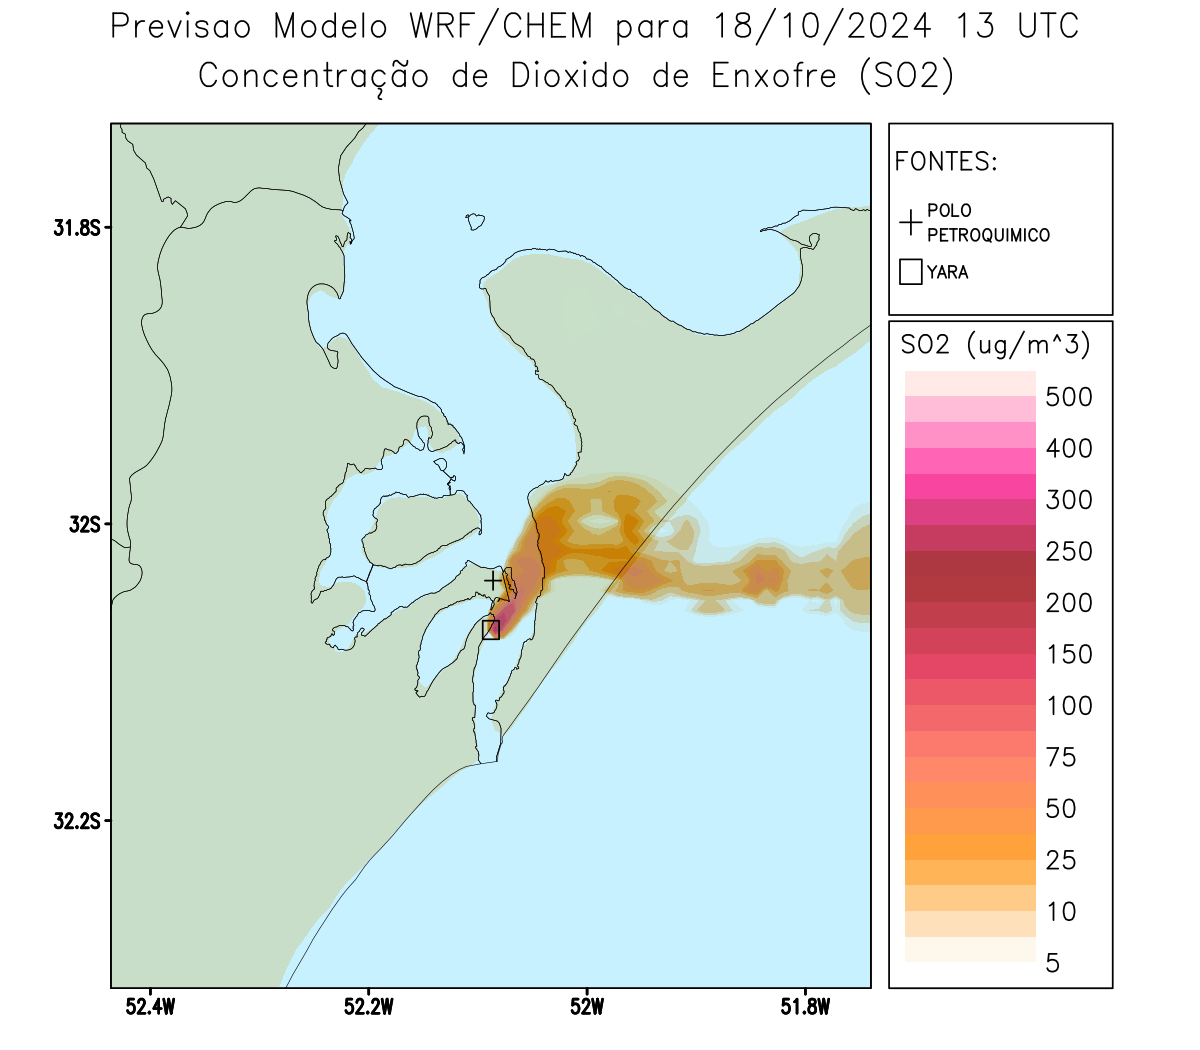 Previsao Modelo WRF/CHEM para 18/10/2024 13 UTC
Concentração de Dioxido de Enxofre (SO2)
FONTES:
POLO
PETROQUIMICO
YARA
31.8S
32S
32.2S
52.4W
52.2W
52W
51.8W
SO2 (ug/m^3)
500
400
300
250
200
150
100
75
50
25
10
5